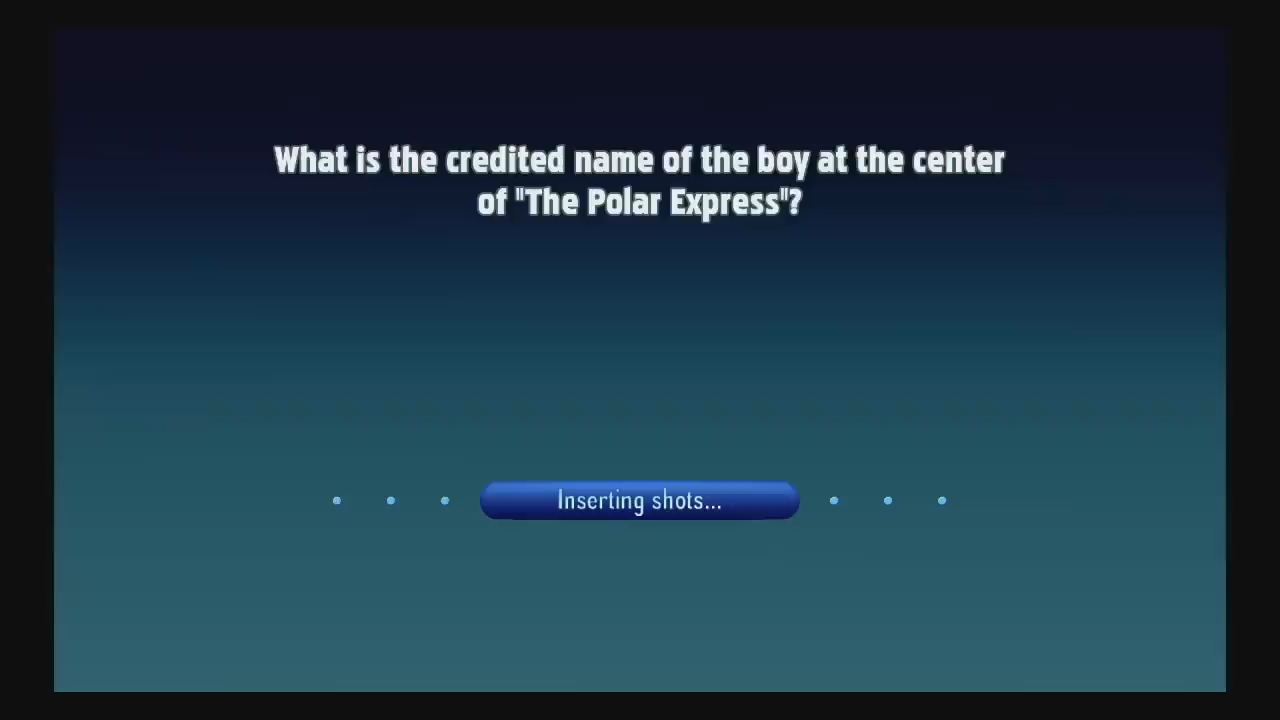 What is the credited name of the boy at the center
of "The Polar Express"?
Inserting shots...